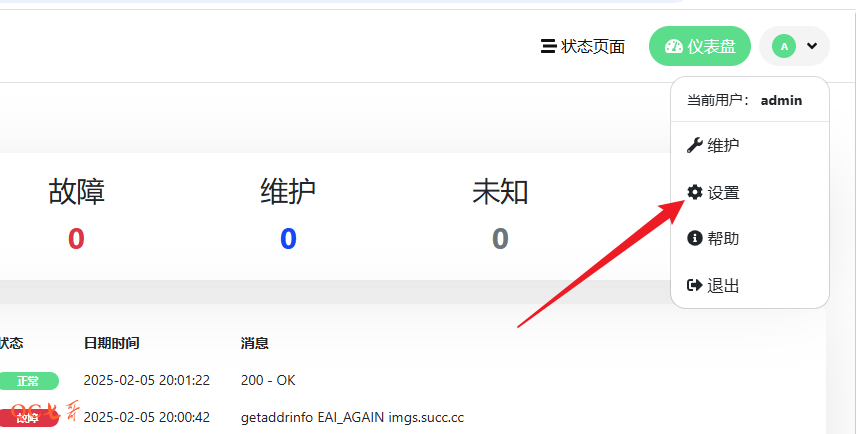 状态页面 仪表盘 A
当前用户： admin
维护
设置
帮助
退出
故障 维护 未知
0 0 0
状态 日期时间 消息
正常 2025-02-05 20:01:22 200 - OK
故障 2025-02-05 20:00:42 getaddrinfo EAI_AGAIN imgs.succ.cc